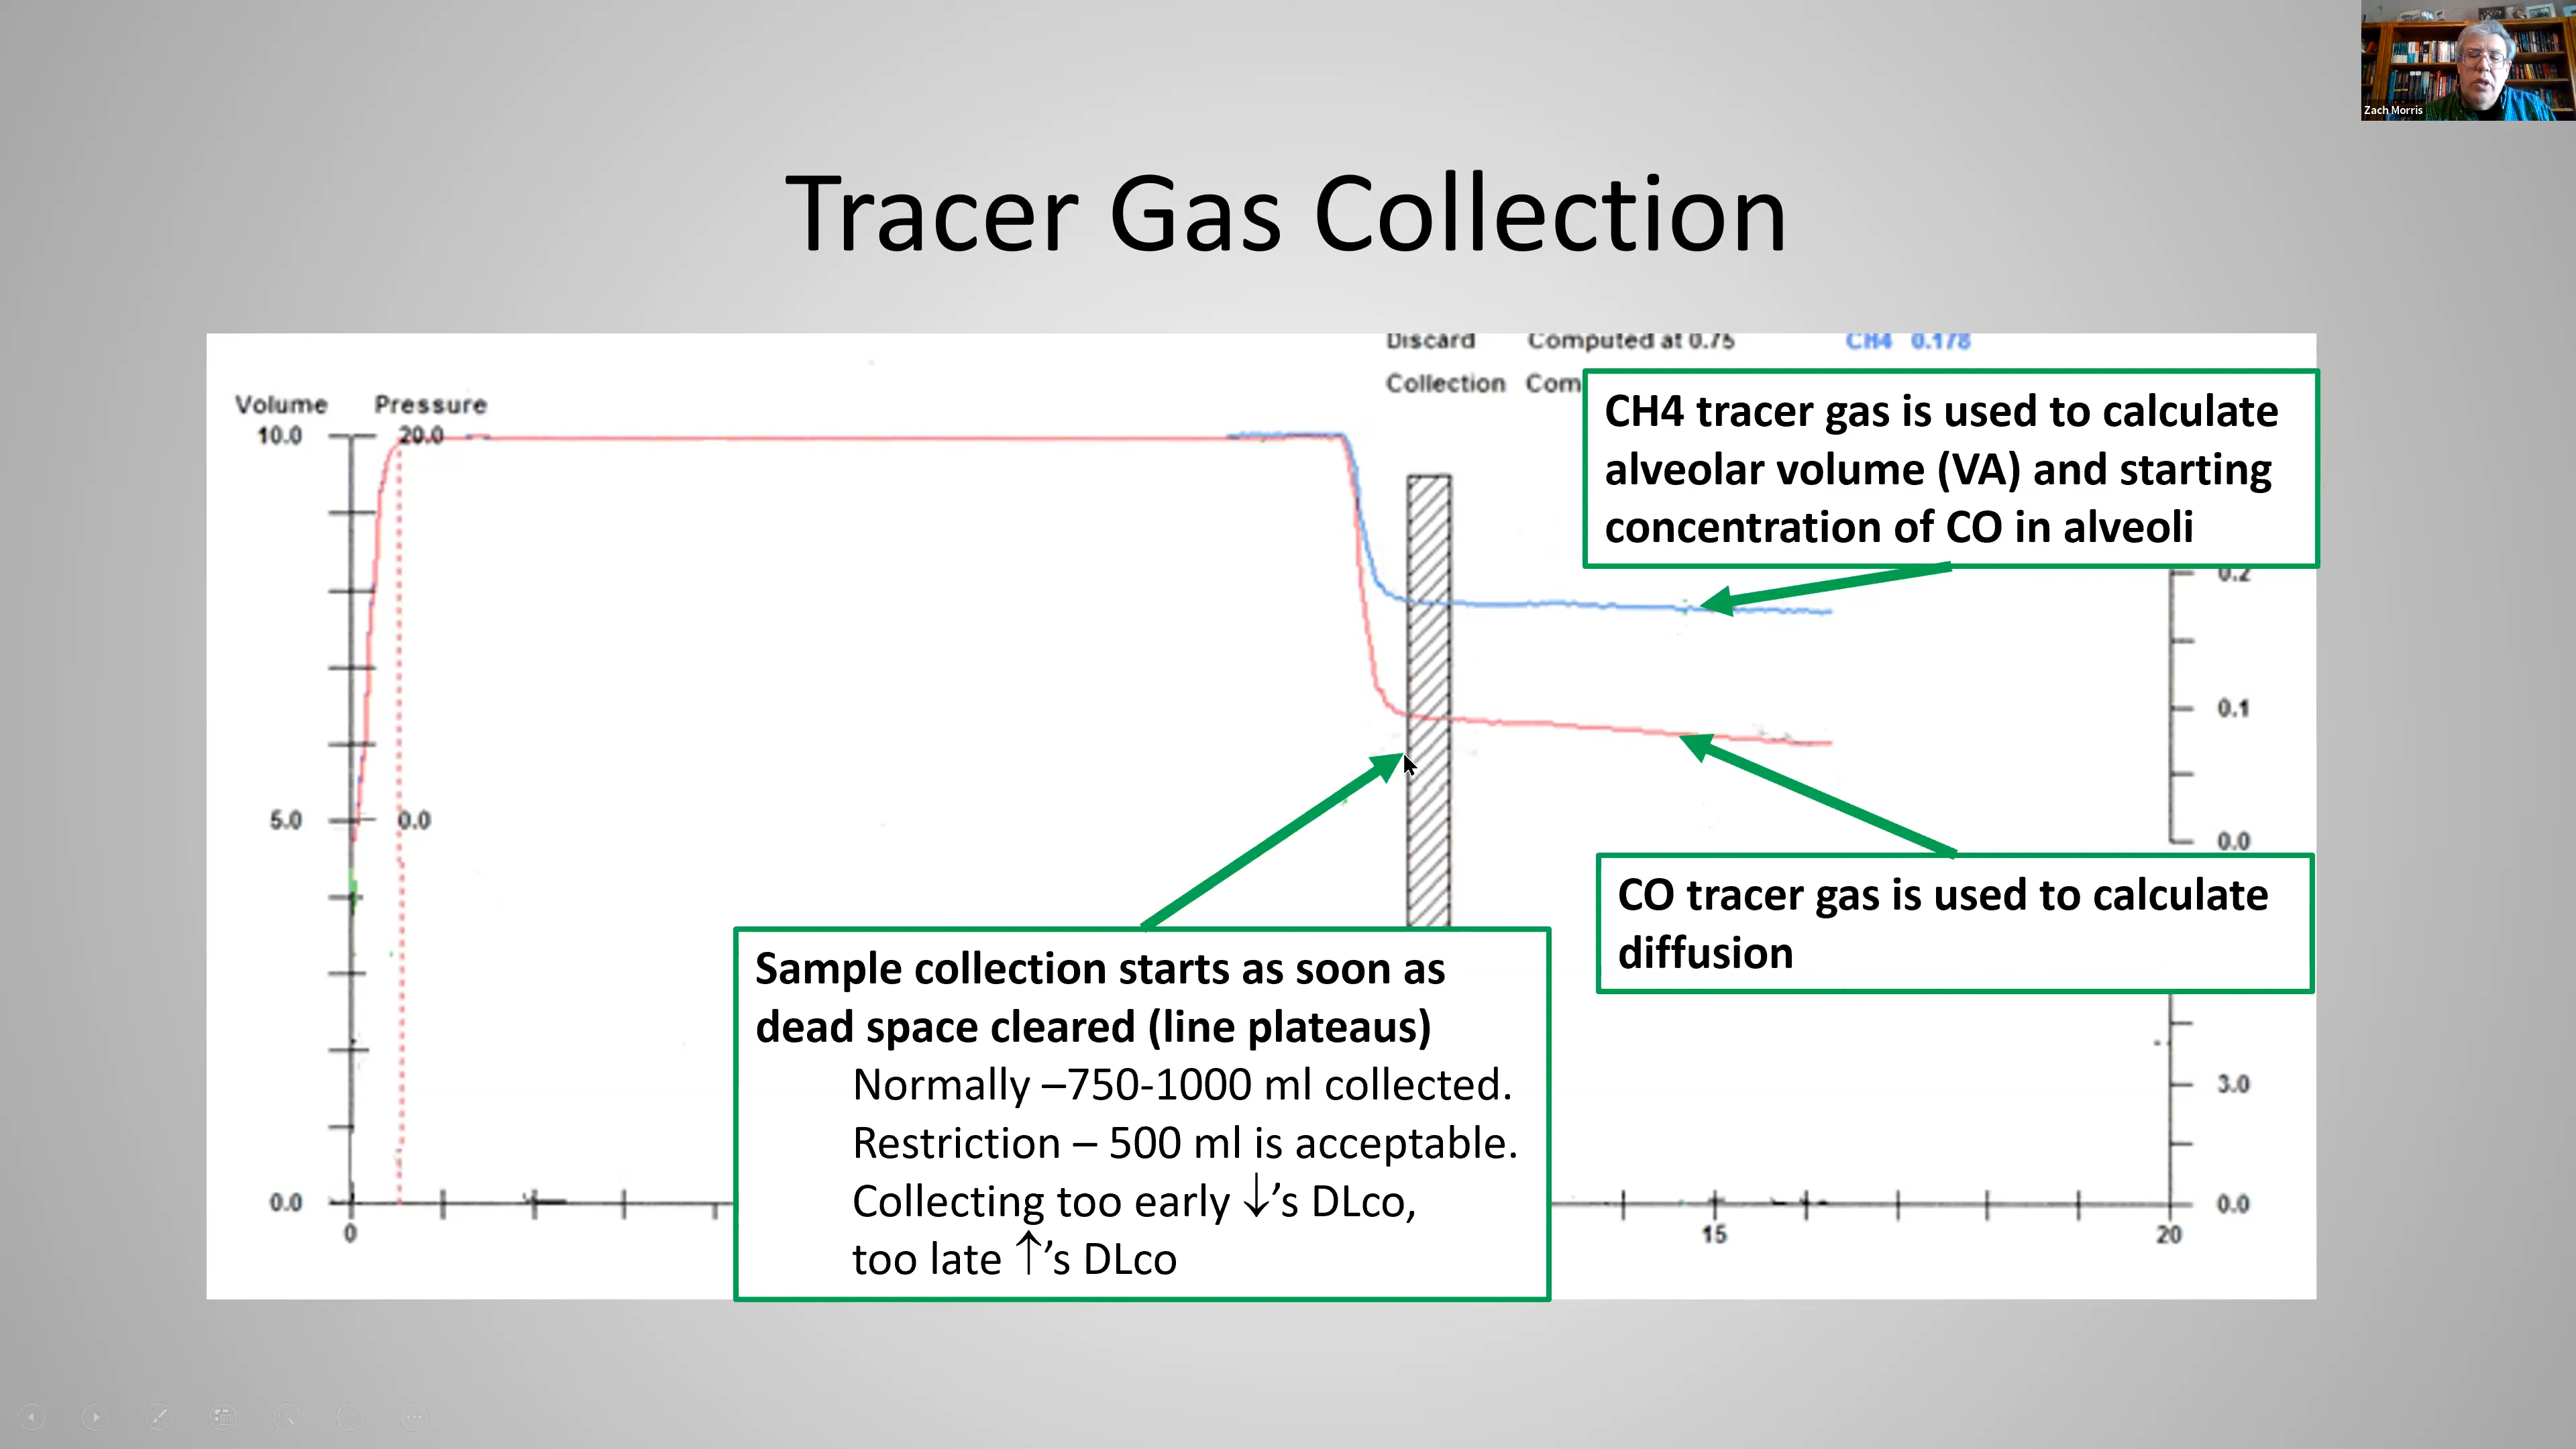 Zach Morris
Tracer Gas Collection
Discard Computed at 0.75 CH4 0.178
Collection Com
Volume Pressure
10.0 20.0
CH4 tracer gas is used to calculate
alveolar volume (VA) and starting
concentration of CO in alveoli
0.2
0.1
5.0 0.0
0.0
CO tracer gas is used to calculate
diffusion
Sample collection starts as soon as
dead space cleared (line plateaus)
Normally –750-1000 ml collected.
Restriction – 500 ml is acceptable.
Collecting too early ↓’s DLco,
too late ↑’s DLco
3.0
0.0 0.0
0 15 20